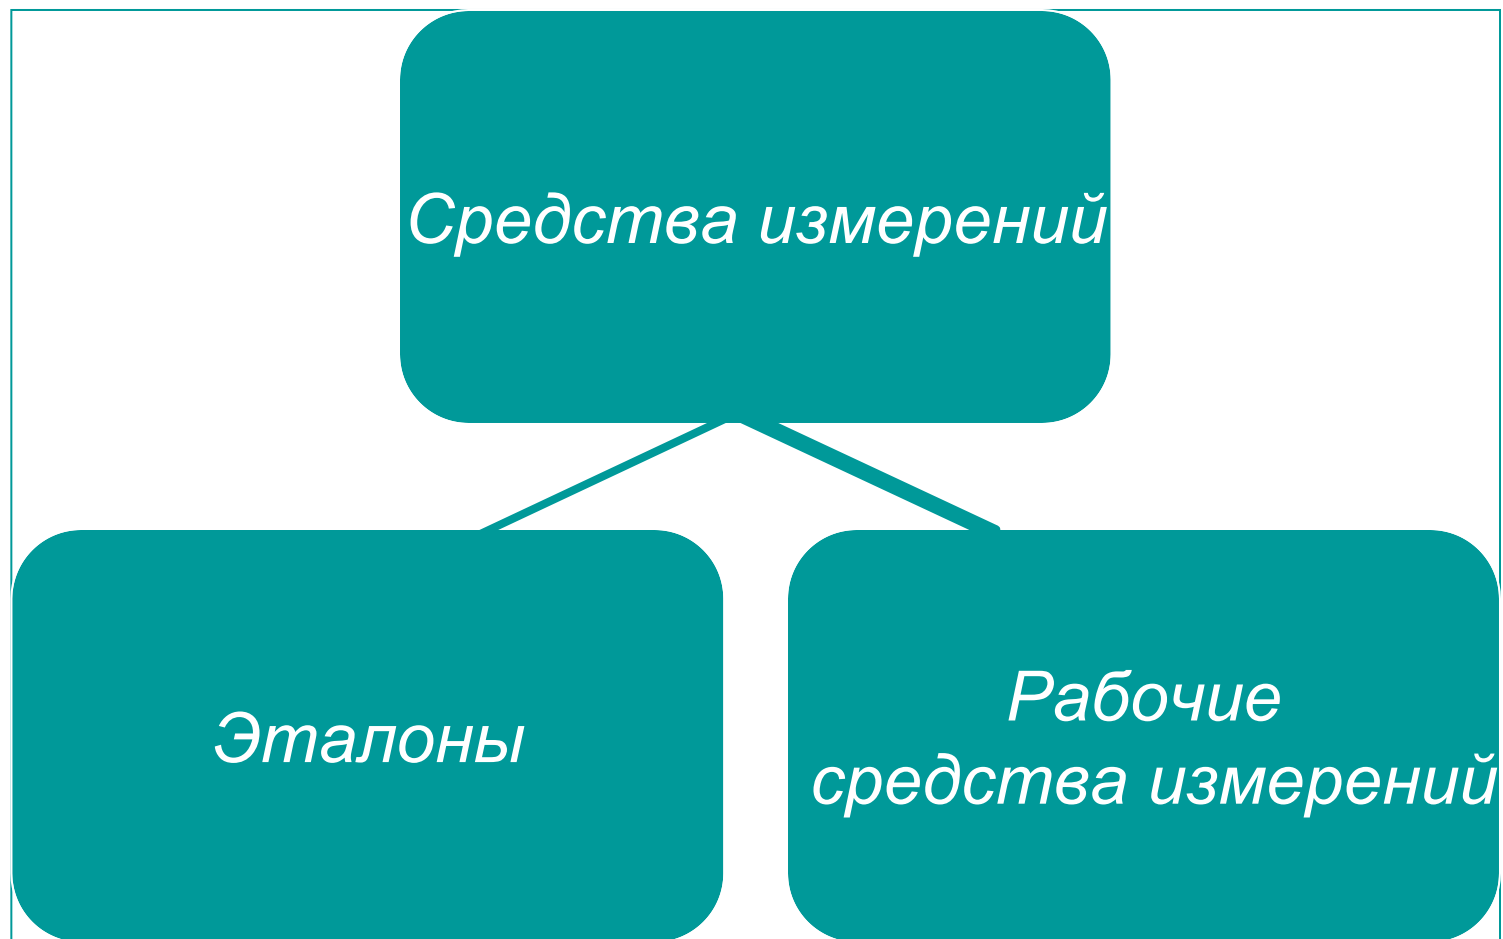 Средства измерений
Эталоны
Рабочие
средства измерений